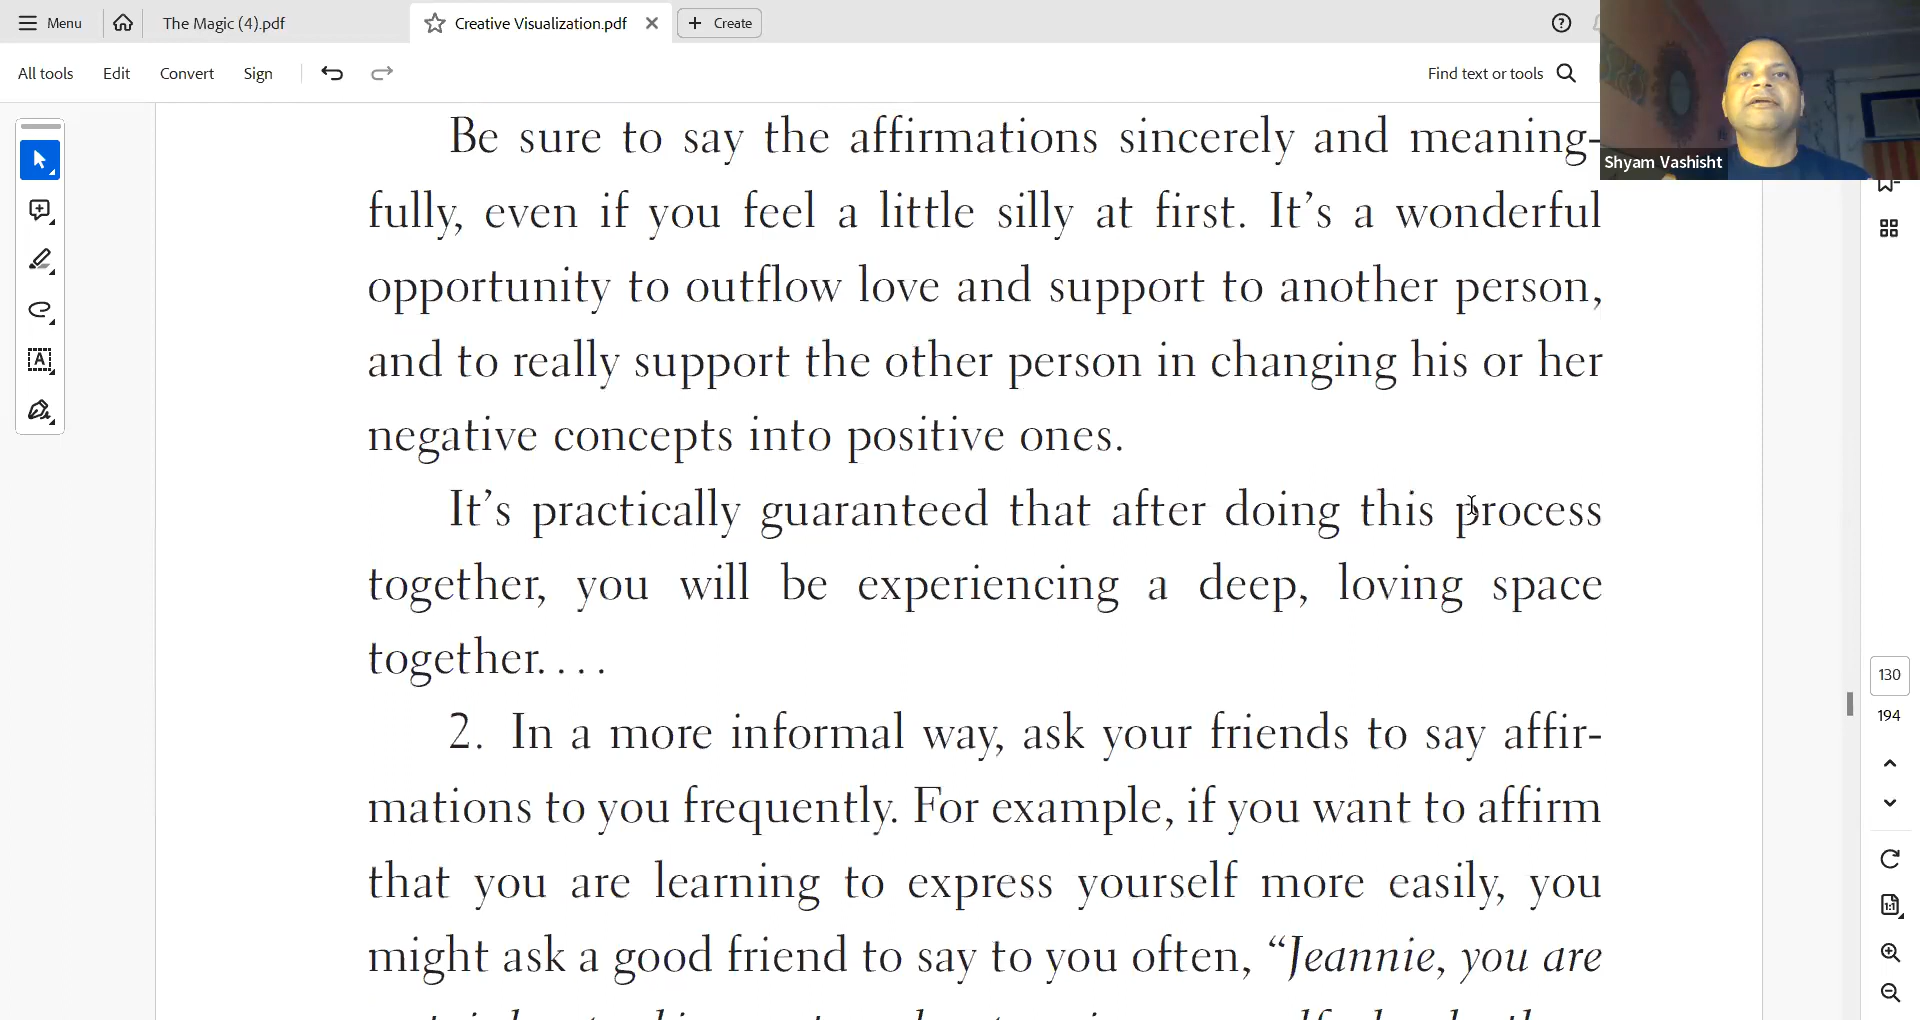 Menu
The Magic (4).pdf
Creative Visualization.pdf
Create
All tools
Edit
Convert
Sign
Find text or tools
Shyam Vashisht
Be sure to say the affirmations sincerely and meaning-
fully, even if you feel a little silly at first. It's a wonderful
opportunity to outflow love and support to another person,
and to really support the other person in changing his or her
negative concepts into positive ones.
It's practically guaranteed that after doing this process
together, you will be experiencing a deep, loving space
together. . . .
2. In a more informal way, ask your friends to say affir-
mations to you frequently. For example, if you want to affirm
that you are learning to express yourself more easily, you
might ask a good friend to say to you often, “Jeannie, you are
130
194